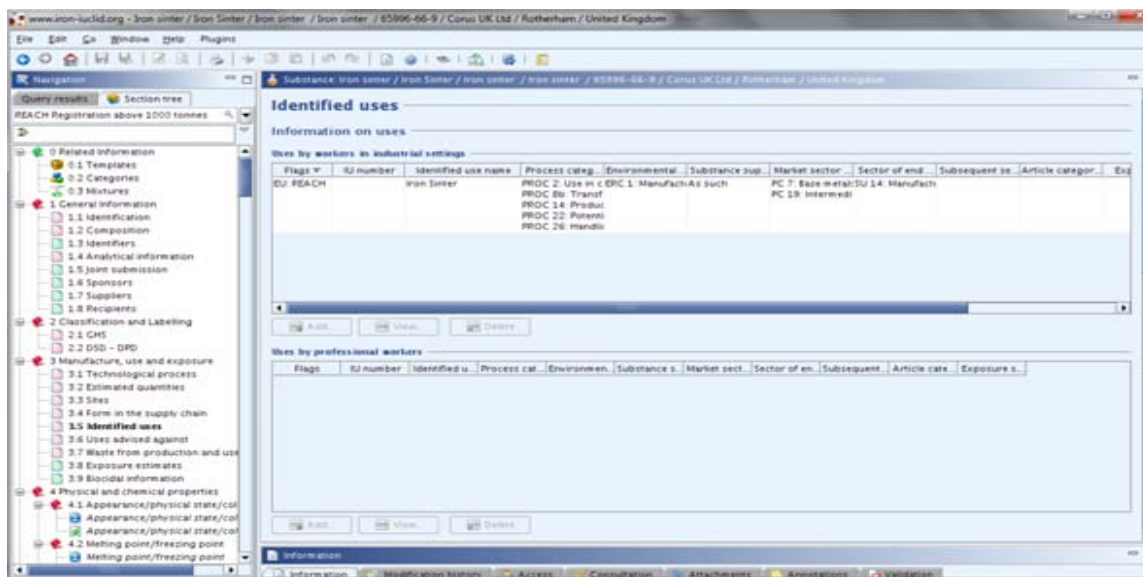 www.iron-iuclid.org - Iron sinter / Iron Sinter / Iron sinter / Iron sinter / 65996-66-9 / Corus UK Ltd / Rotherham / United Kingdom
File Edit Go Window Help Plugins
Navigation
Substance: Iron sinter / Iron Sinter / Iron sinter / Iron sinter / 65996-66-9 / Corus UK Ltd / Rotherham / United Kingdom
Query results Section tree
REACH Registration above 1000 tonnes
0 Related Information
0.1 Templates
0.2 Categories
0.3 Mixtures
1 General Information
1.1 Identification
1.2 Composition
1.3 Identifiers
1.4 Analytical information
1.5 Joint submission
1.6 Sponsors
1.7 Suppliers
1.8 Recipients
2 Classification and Labelling
2.1 GHS
2.2 DSD - DPD
3 Manufacture, use and exposure
3.1 Technological process
3.2 Estimated quantities
3.3 Sites
3.4 Form in the supply chain
3.5 Identified uses
3.6 Uses advised against
3.7 Waste from production and use
3.8 Exposure estimates
3.9 Biocidal information
4 Physical and chemical properties
4.1 Appearance/physical state/col
Appearance/physical state/col
Appearance/physical state/col
4.2 Melting point/freezing point
Melting point/freezing point
Identified uses
Information on uses
Uses by workers in industrial settings
Flags IU number Identified use name Process categ... Environmental... Substance sup... Market sector ... Sector of end... Subsequent se... Article categor... Exp
EU: REACH Iron Sinter PROC 2: Use in c ERC 1: Manufacth As such PC 7: Base metal: SU 14: Manufacth
PROC 8b: Transf PC 19: Intermedi
PROC 14: Produc
PROC 22: Potenti
PROC 26: Handlin
Add... View... Delete
Uses by professional workers
Flags IU number Identified u... Process cat... Environmen... Substance s... Market sect... Sector of en... Subsequent... Article cate... Exposure s...
Add... View... Delete
Information
Information Modification history Access Consultation Attachments Annotations Validation